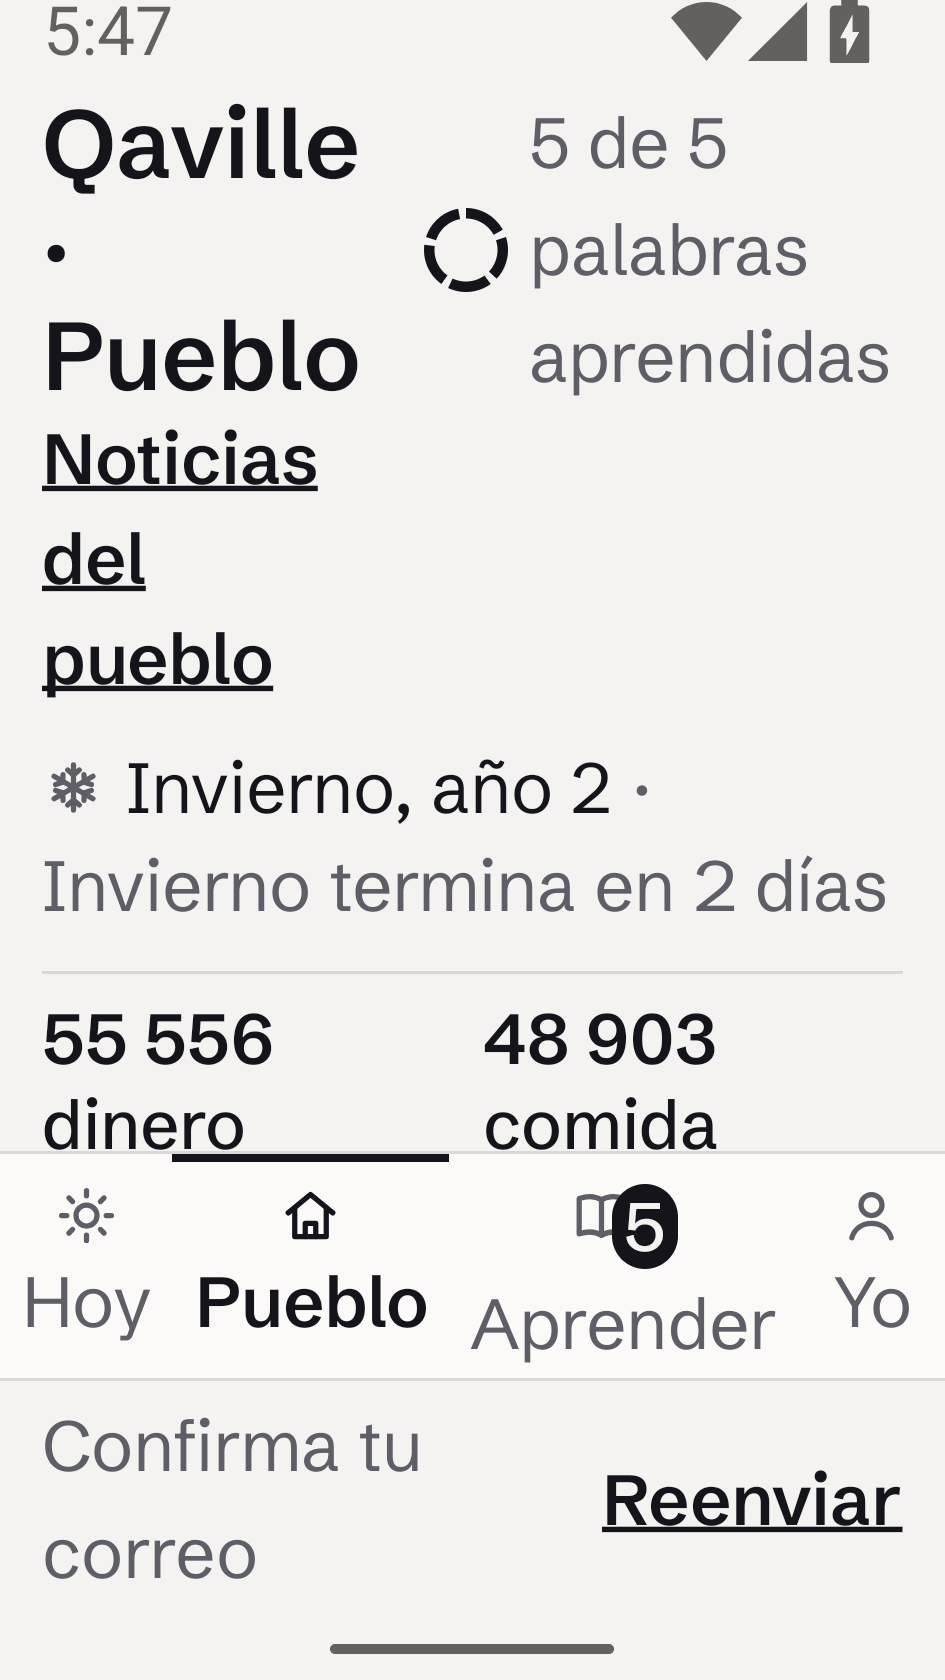 5:47
Qaville
·
Pueblo
5 de 5
palabras
aprendidas
Noticias
del
pueblo
Invierno, año 2 ·
Invierno termina en 2 días
55 556
dinero
48 903
comida
Hoy
Pueblo
5
Aprender
Yo
Confirma tu
correo
Reenviar